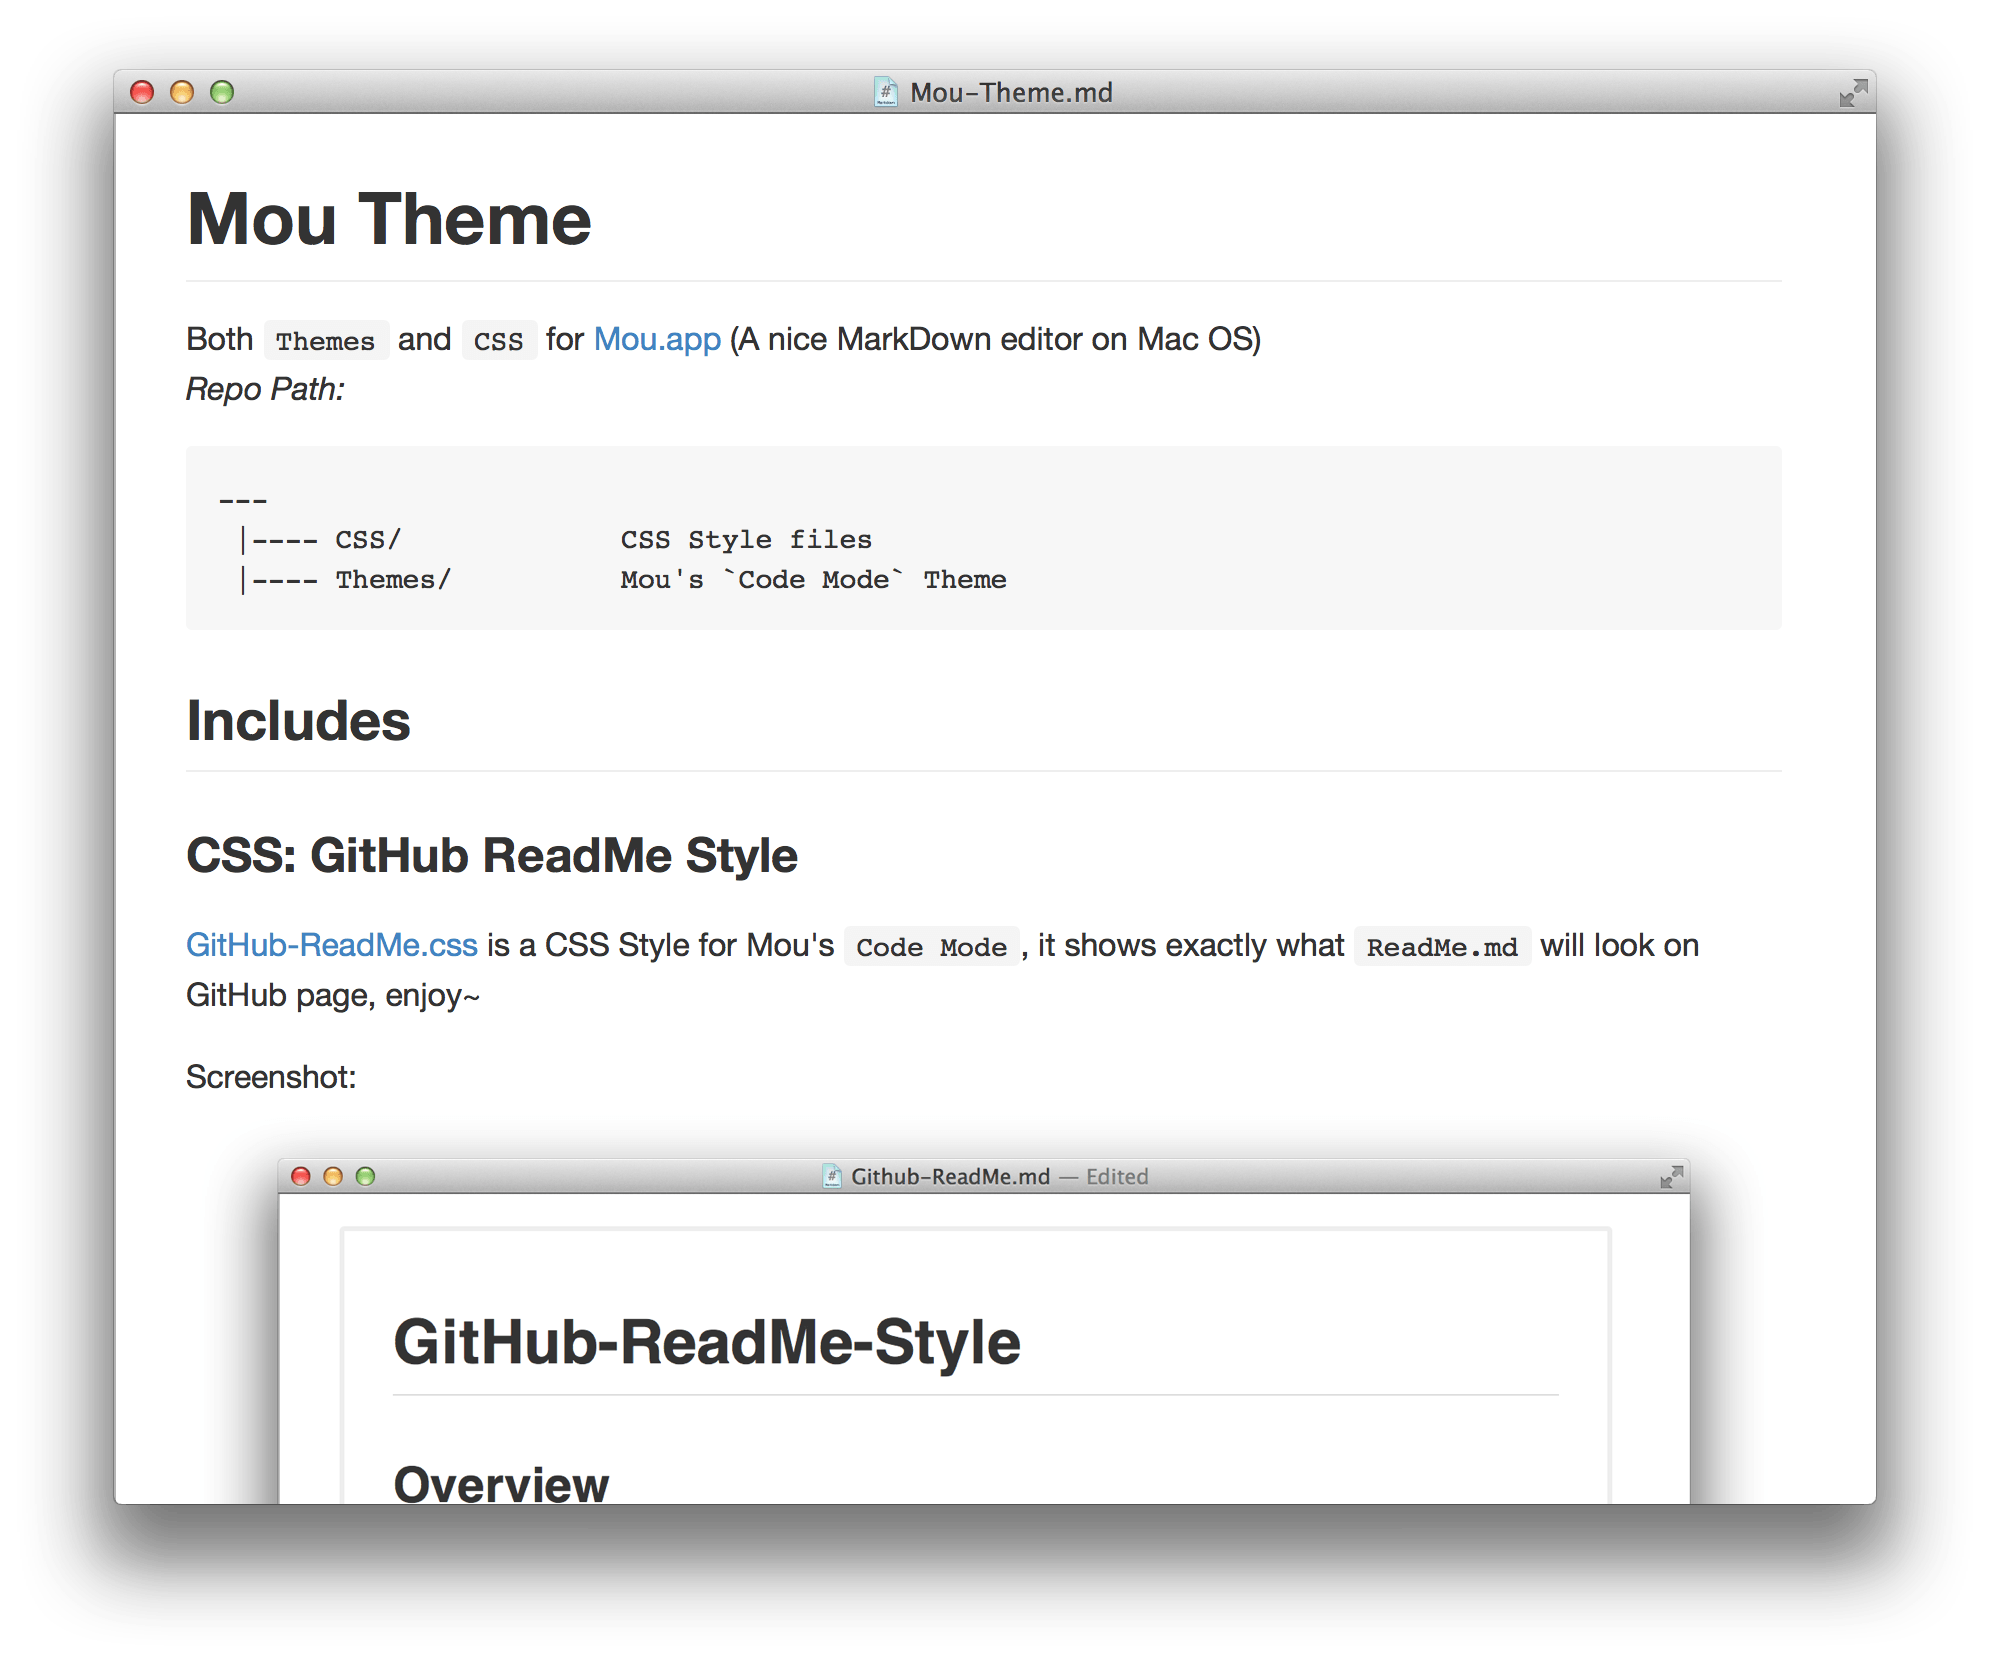 Mou-Theme.md
Mou Theme
Both Themes and CSS for Mou.app (A nice MarkDown editor on Mac OS)
Repo Path:
---
 |---- CSS/             CSS Style files
 |---- Themes/          Mou's `Code Mode` Theme
Includes
CSS: GitHub ReadMe Style
GitHub-ReadMe.css is a CSS Style for Mou's Code Mode, it shows exactly what ReadMe.md will look on
GitHub page, enjoy~
Screenshot:
Github-ReadMe.md — Edited
GitHub-ReadMe-Style
Overview